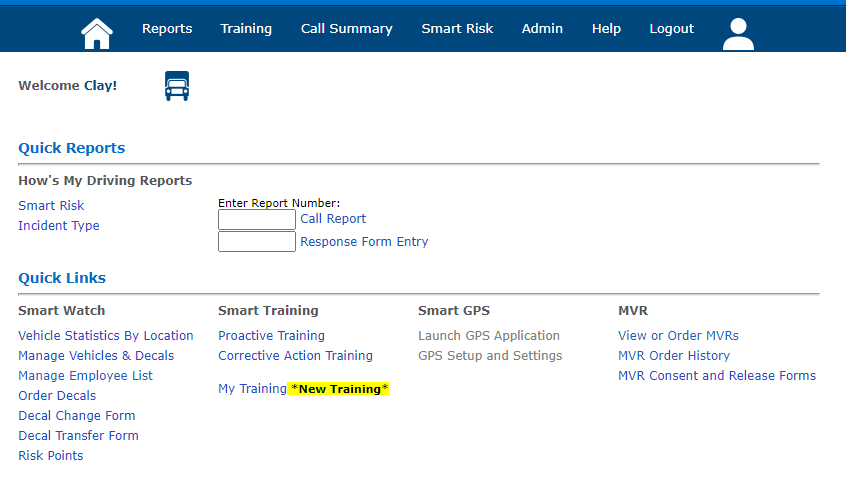 Reports Training Call Summary Smart Risk Admin Help Logout
Welcome Clay!
Quick Reports
How's My Driving Reports
Smart Risk
Incident Type
Enter Report Number:
Call Report
Response Form Entry
Quick Links
Smart Watch
Vehicle Statistics By Location
Manage Vehicles & Decals
Manage Employee List
Order Decals
Decal Change Form
Decal Transfer Form
Risk Points
Smart Training
Proactive Training
Corrective Action Training
My Training *New Training*
Smart GPS
Launch GPS Application
GPS Setup and Settings
MVR
View or Order MVRs
MVR Order History
MVR Consent and Release Forms